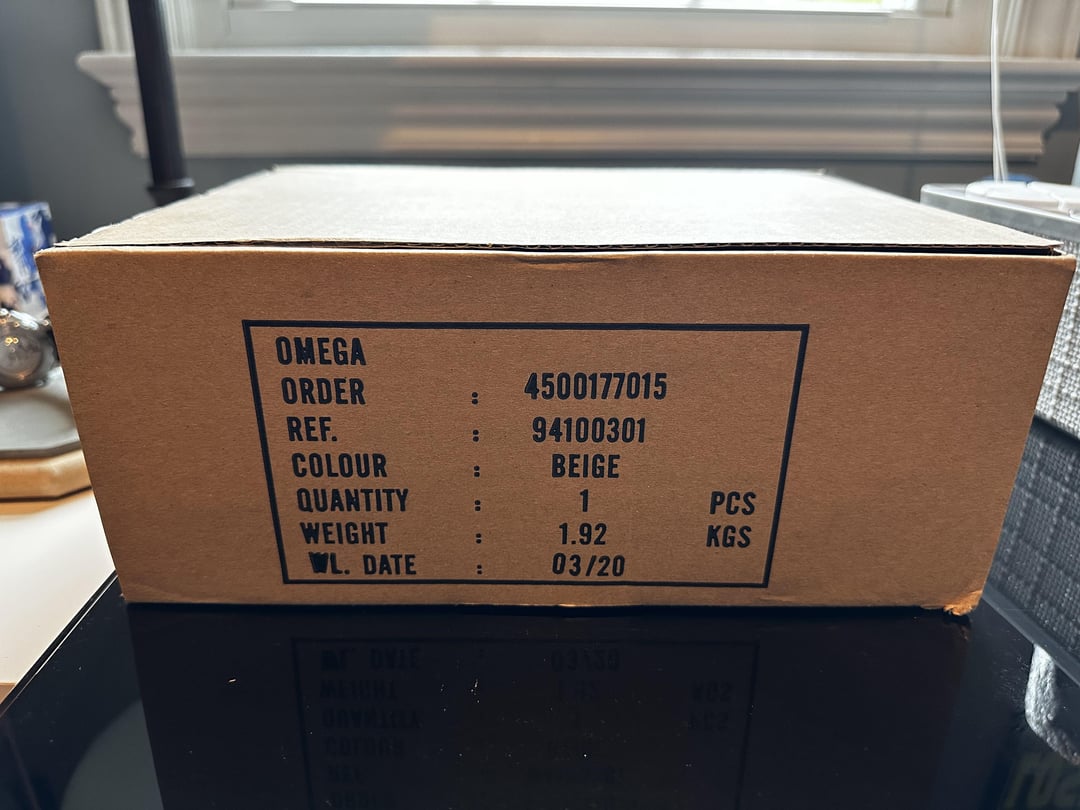 OMEGA
ORDER : 4500177015
REF. : 94100301
COLOUR : BEIGE
QUANTITY : 1 PCS
WEIGHT : 1.92 KGS
WL. DATE : 03/20